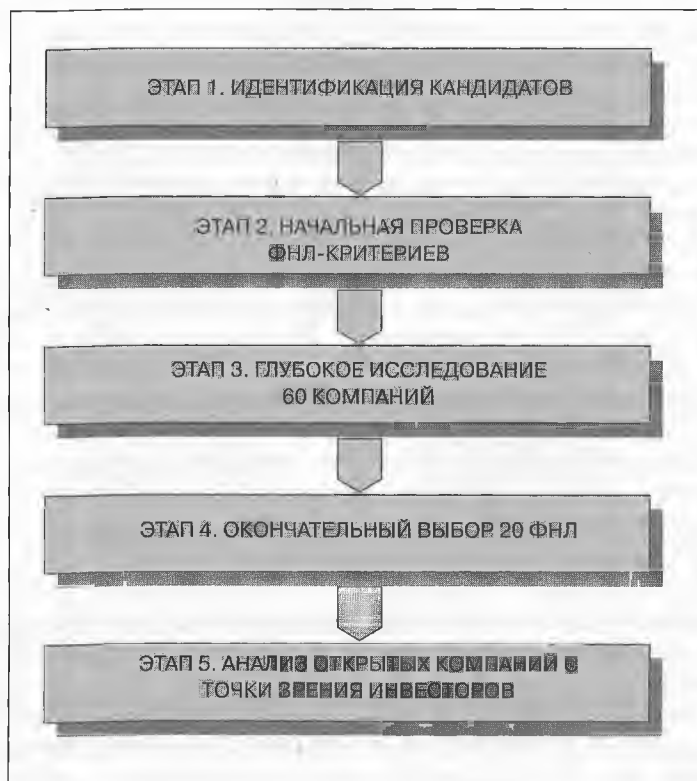 ЭТАП 1. ИДЕНТИФИКАЦИЯ КАНДИДАТОВ
ЭТАП 2. НАЧАЛЬНАЯ ПРОВЕРКА
ФНЛ-КРИТЕРИЕВ
ЭТАП 3. ГЛУБОКОЕ ИССЛЕДОВАНИЕ
60 КОМПАНИЙ
ЭТАП 4. ОКОНЧАТЕЛЬНЫЙ ВЫБОР 20 ФНЛ
ЭТАП 5. АНАЛИЗ ОТКРЫТЫХ КОМПАНИЙ С
ТОЧКИ ЗРЕНИЯ ИНВЕСТОРОВ